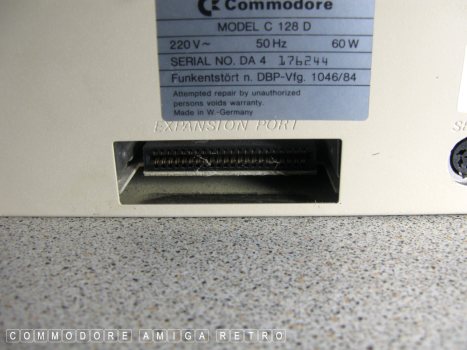 Commodore
MODEL C 128 D
220 V~ 50 Hz 60 W
SERIAL NO. DA 4 176244
Funkentstört n. DBP-Vfg. 1046/84
Attempted repair by unauthorized
persons voids warranty.
Made in W.-Germany
EXPANSION PORT
COMMODORE AMIGA RETRO